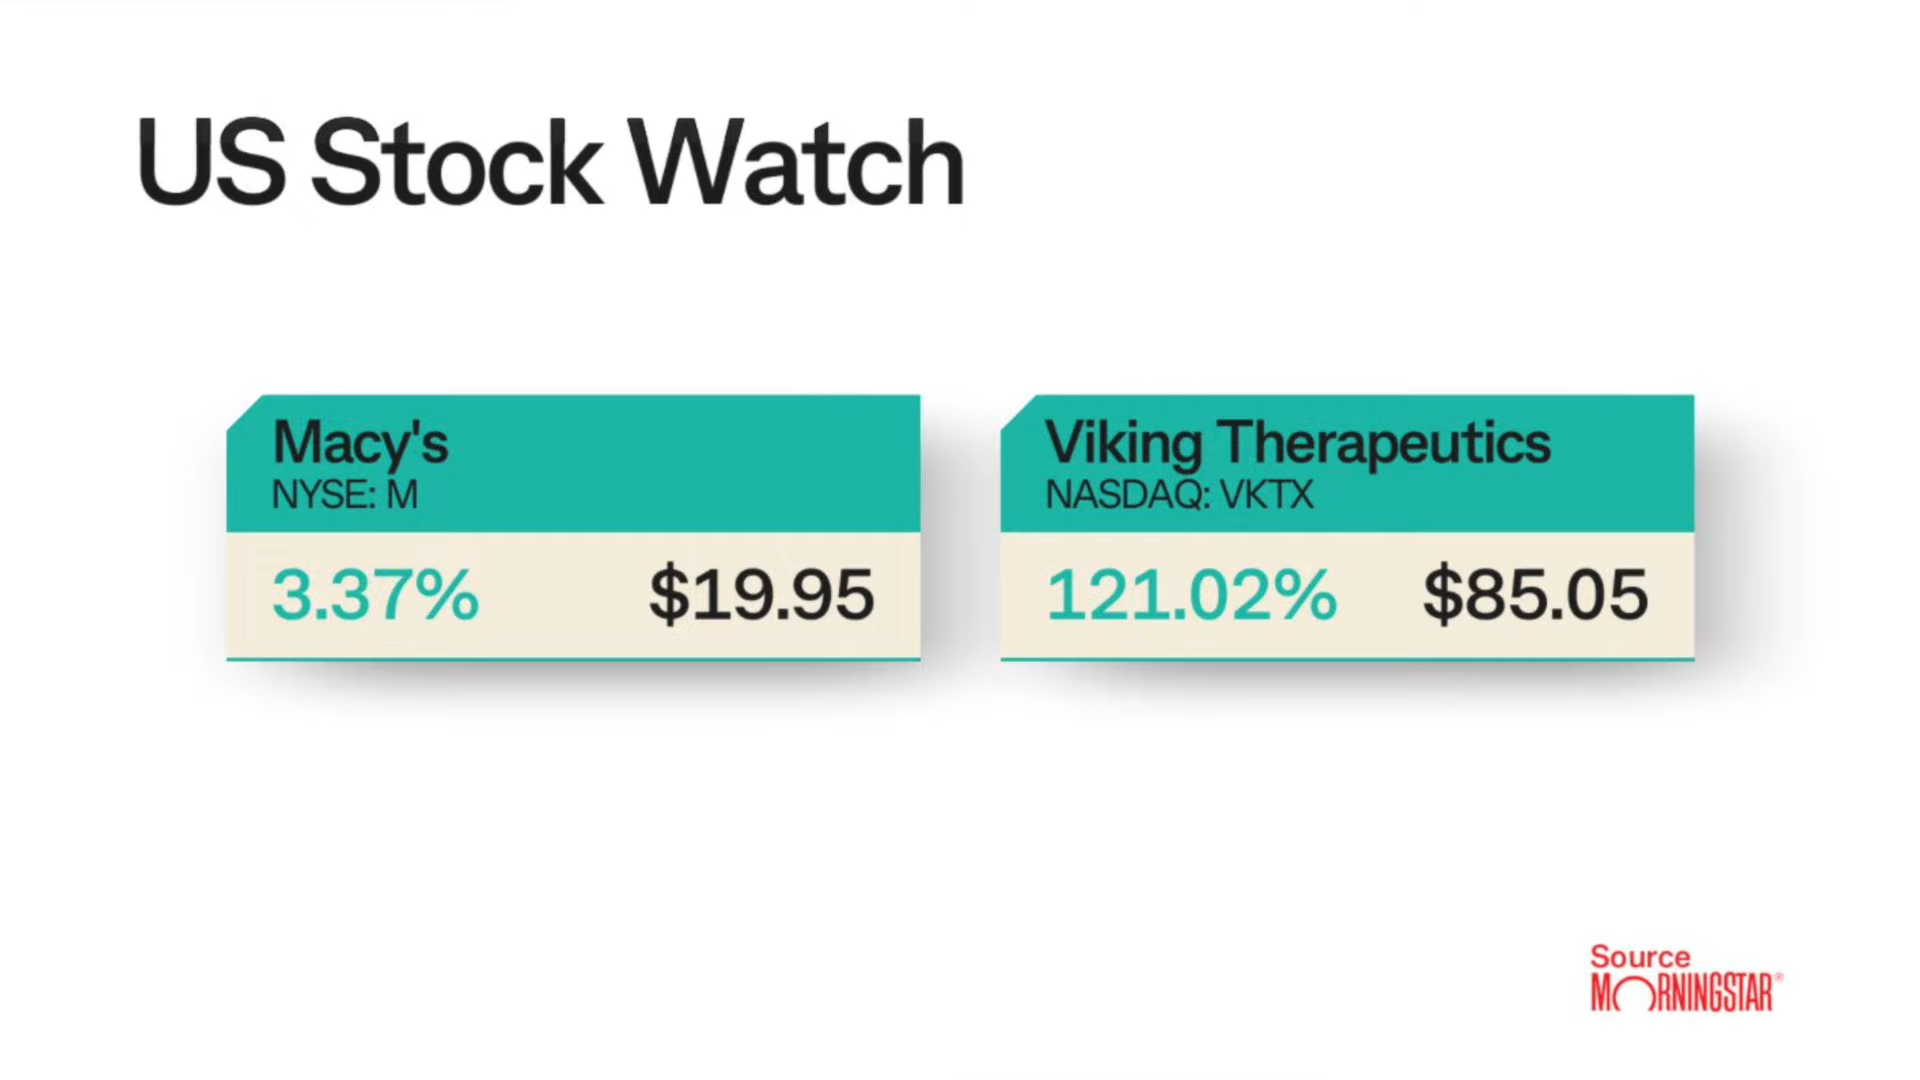 US Stock Watch
Macy's
NYSE: M
3.37% $19.95
Viking Therapeutics
NASDAQ: VKTX
121.02% $85.05
Source
MORNINGSTAR®